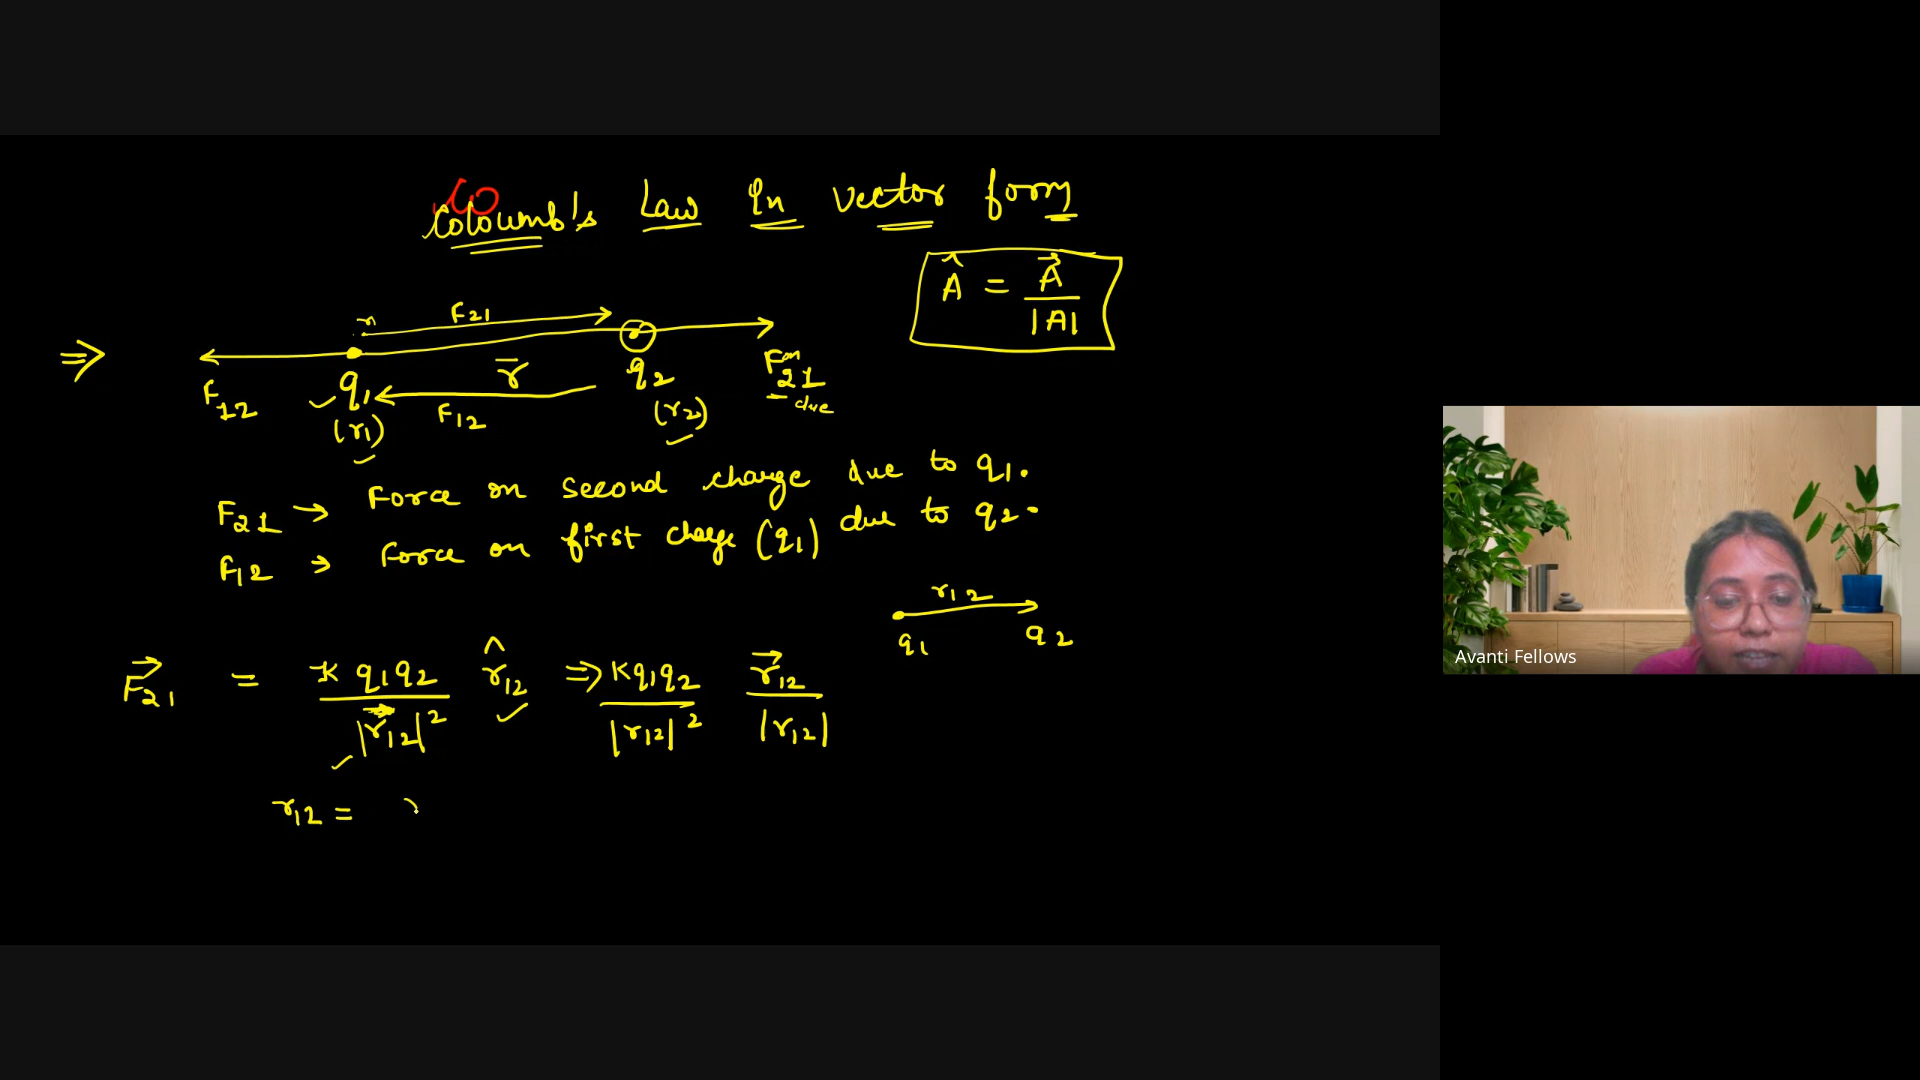 Coloumb's Law In vector form
Â = A⃗ / |A|
F21
r̅
F12
q1
(r1)
F12
q2
(r2)
F21
on
due
F21 → Force on second charge due to q1.
F12 → Force on first charge (q1) due to q2.
r12
q1 q2
F⃗21 = K q1q2 / |r⃗12|² r̂12 ⇒ Kq1q2 / |r12|² r⃗12 / |r12|
r12 =
Avanti Fellows